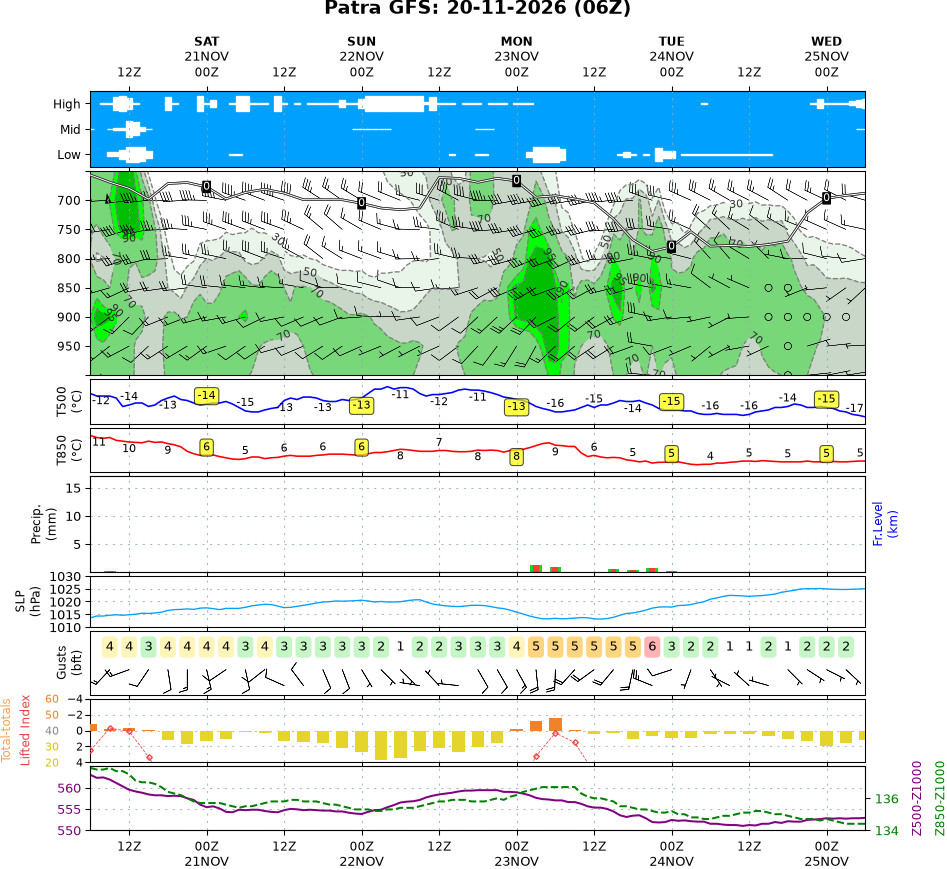 Patra GFS: 20-11-2026 (06Z)
SAT SUN MON TUE WED
21NOV 22NOV 23NOV 24NOV 25NOV
12Z 00Z 12Z 00Z 12Z 00Z 12Z 00Z 12Z 00Z
High
Mid
Low
700
750
800
850
900
950
0 0 0 0 0
T500
(°C)
-12 -14 -13 -14 -15 -13 -13 -13 -11 -12 -11 -13 -16 -15 -14 -15 -16 -16 -14 -15 -17
T850
(°C)
11 10 9 6 5 6 6 6 8 7 8 8 9 6 5 5 4 5 5 5 5
Precip.
(mm)
15
10
5
Fr.Level
(km)
SLP
(hPa)
1030
1025
1020
1015
1010
Gusts
(bft)
4 4 3 4 4 4 4 3 4 3 3 3 3 3 2 1 2 2 3 3 3 4 5 5 5 5 5 5 6 3 2 2 1 1 2 1 2 2 2
Total-totals
Lifted Index
60 −4
50 −2
40 0
30 2
20 4
560
555
550
136
134
Z500-Z1000
Z850-Z1000
12Z 00Z 12Z 00Z 12Z 00Z 12Z 00Z 12Z 00Z
21NOV 22NOV 23NOV 24NOV 25NOV